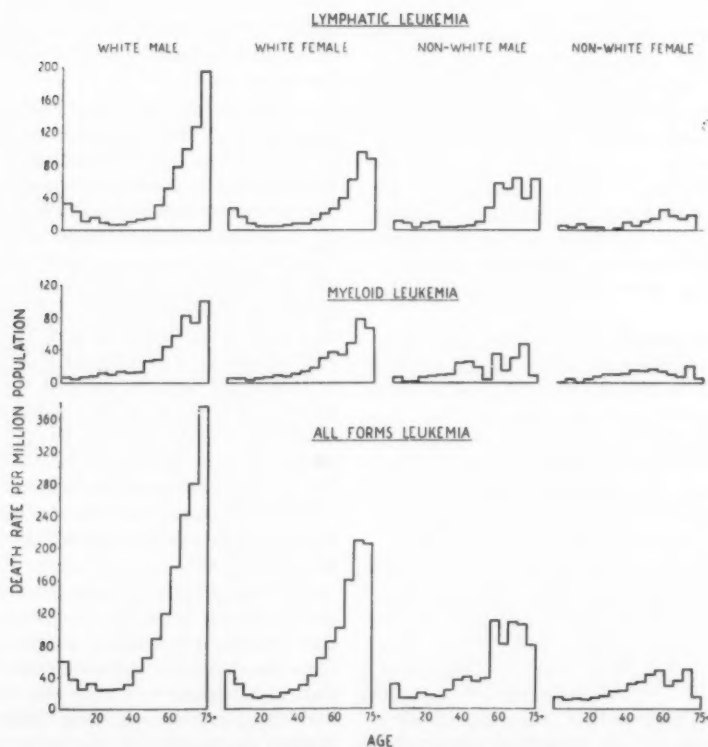 LYMPHATIC LEUKEMIA
WHITE MALE WHITE FEMALE NON-WHITE MALE NON-WHITE FEMALE
200
160
120
80
40
0
MYELOID LEUKEMIA
120
80
40
0
ALL FORMS LEUKEMIA
360
320
280
240
200
160
120
80
40
0
DEATH RATE PER MILLION POPULATION
20 40 60 75+ 20 40 60 75+ 20 40 60 75+ 20 40 60 75+
AGE